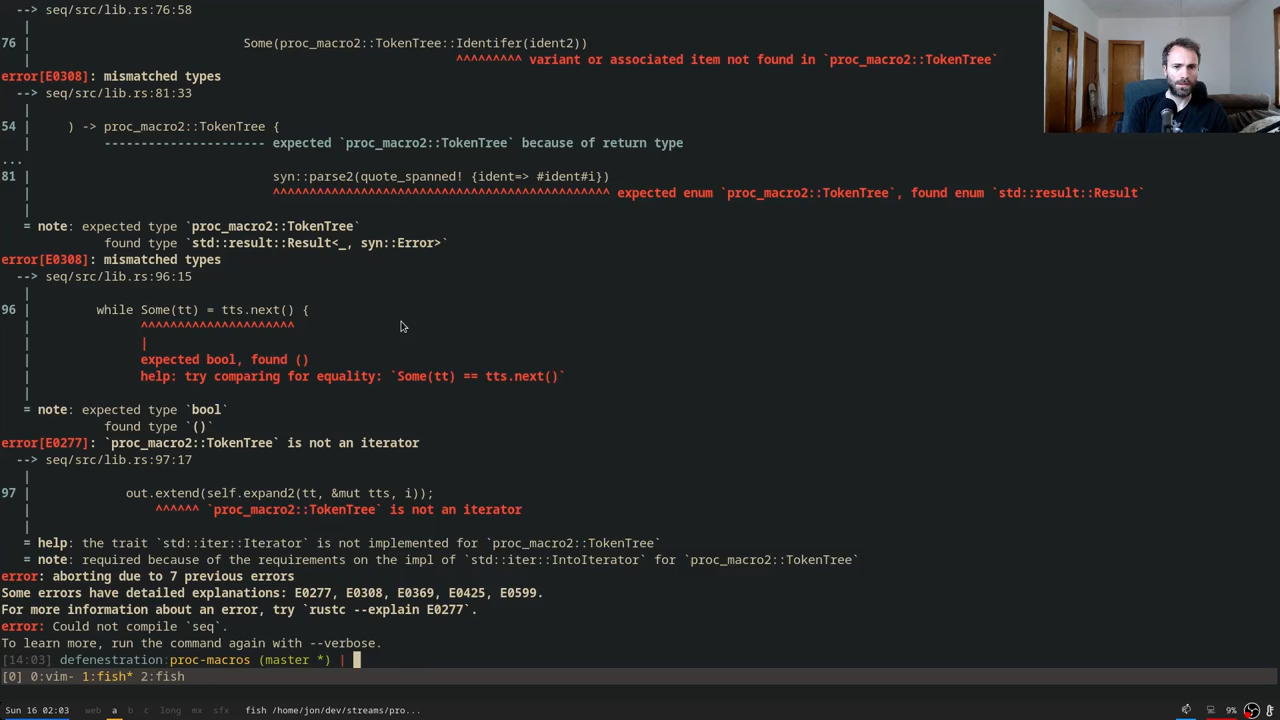 --> seq/src/lib.rs:76:58
|
76 | Some(proc_macro2::TokenTree::Identifer(ident2))
| ^^^^^^^^^ variant or associated item not found in `proc_macro2::TokenTree`
error[E0308]: mismatched types
--> seq/src/lib.rs:81:33
|
54 | ) -> proc_macro2::TokenTree {
| ---------------------- expected `proc_macro2::TokenTree` because of return type
...
81 | syn::parse2(quote_spanned! {ident=> #ident#i})
| ^^^^^^^^^^^^^^^^^^^^^^^^^^^^^^^^^^^^^^^^^^^^^^ expected enum `proc_macro2::TokenTree`, found enum `std::result::Result`
|
= note: expected type `proc_macro2::TokenTree`
found type `std::result::Result<_, syn::Error>`
error[E0308]: mismatched types
--> seq/src/lib.rs:96:15
|
96 | while Some(tt) = tts.next() {
| ^^^^^^^^^^^^^^^^^^^^^
| |
| expected bool, found ()
| help: try comparing for equality: `Some(tt) == tts.next()`
|
= note: expected type `bool`
found type `()`
error[E0277]: `proc_macro2::TokenTree` is not an iterator
--> seq/src/lib.rs:97:17
|
97 | out.extend(self.expand2(tt, &mut tts, i));
| ^^^^^^ `proc_macro2::TokenTree` is not an iterator
|
= help: the trait `std::iter::Iterator` is not implemented for `proc_macro2::TokenTree`
= note: required because of the requirements on the impl of `std::iter::IntoIterator` for `proc_macro2::TokenTree`
error: aborting due to 7 previous errors
Some errors have detailed explanations: E0277, E0308, E0369, E0425, E0599.
For more information about an error, try `rustc --explain E0277`.
error: Could not compile `seq`.
To learn more, run the command again with --verbose.
[14:03] defenestration:proc-macros (master *) |
[0] 0:vim- 1:fish* 2:fish
Sun 16 02:03 web a b c long mx sfx fish /home/jon/dev/streams/pro... 9%